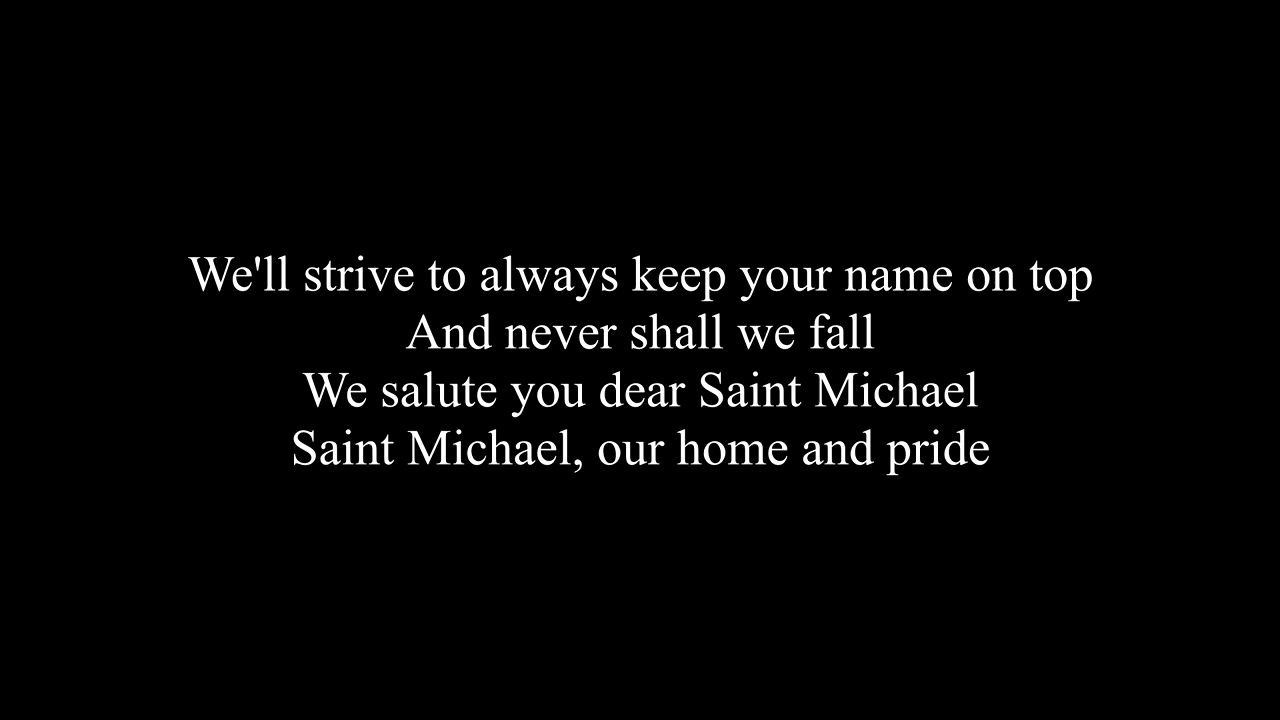 We'll strive to always keep your name on top
And never shall we fall
We salute you dear Saint Michael
Saint Michael, our home and pride